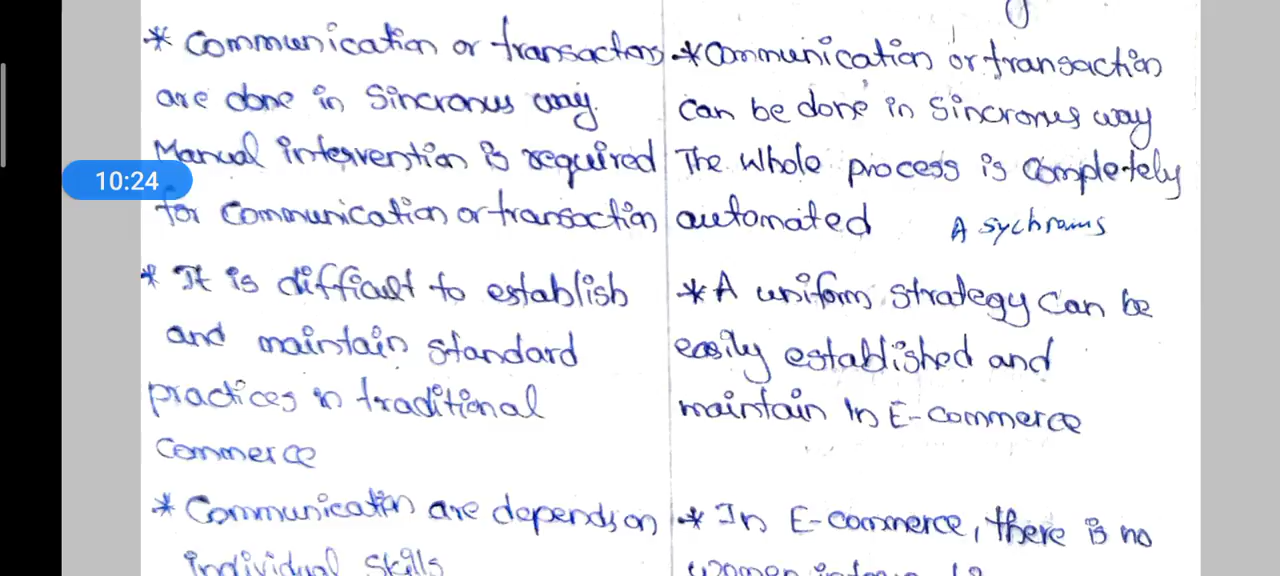 * Communication or transactions
are done in Sincronus way.
Manual intervention is required
for communication or transaction
* It is difficult to establish
and maintain standard
practices in traditional
commerce
* Communication are depends on
individual skills
* Communication or transaction
can be done in Sincronus way
The whole process is completely
automated
A sychrams
* A uniform strategy can be
easily established and
maintain in E-commerce
* In E-commerce, there is no
10:24